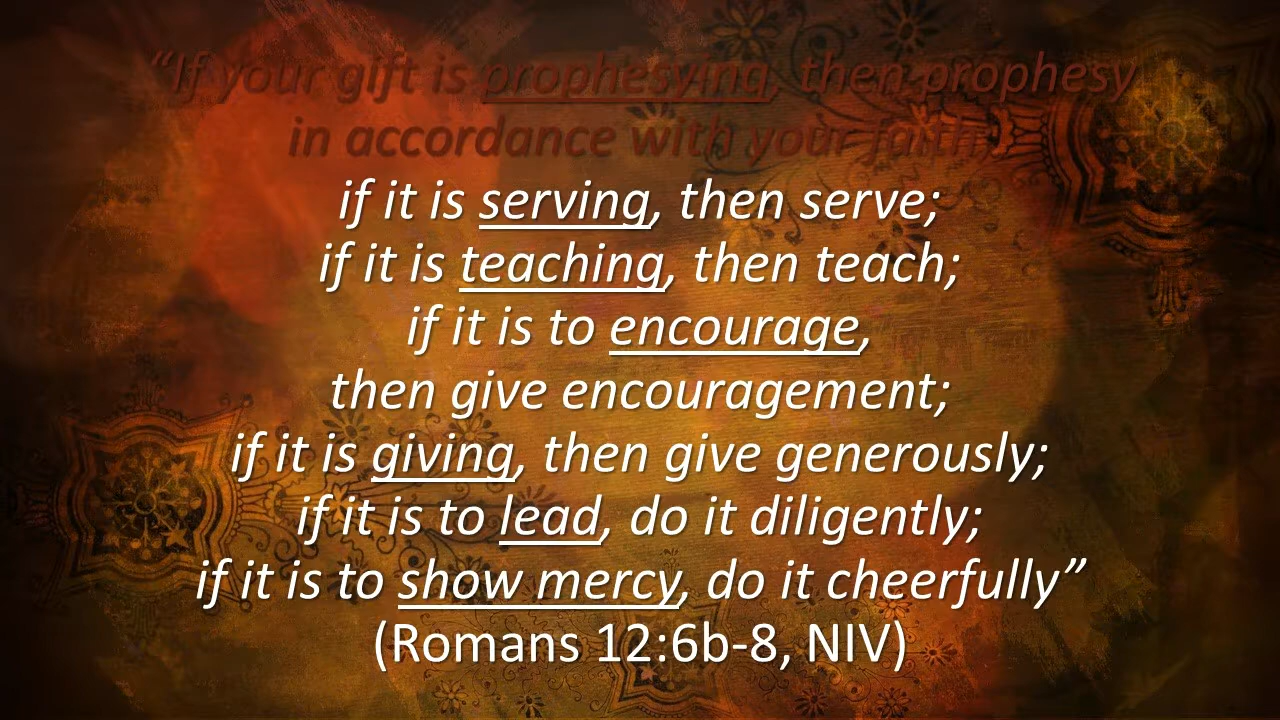 “If your gift is prophesying, then prophesy
in accordance with your faith;
if it is serving, then serve;
if it is teaching, then teach;
if it is to encourage,
then give encouragement;
if it is giving, then give generously;
if it is to lead, do it diligently;
if it is to show mercy, do it cheerfully”
(Romans 12:6b-8, NIV)